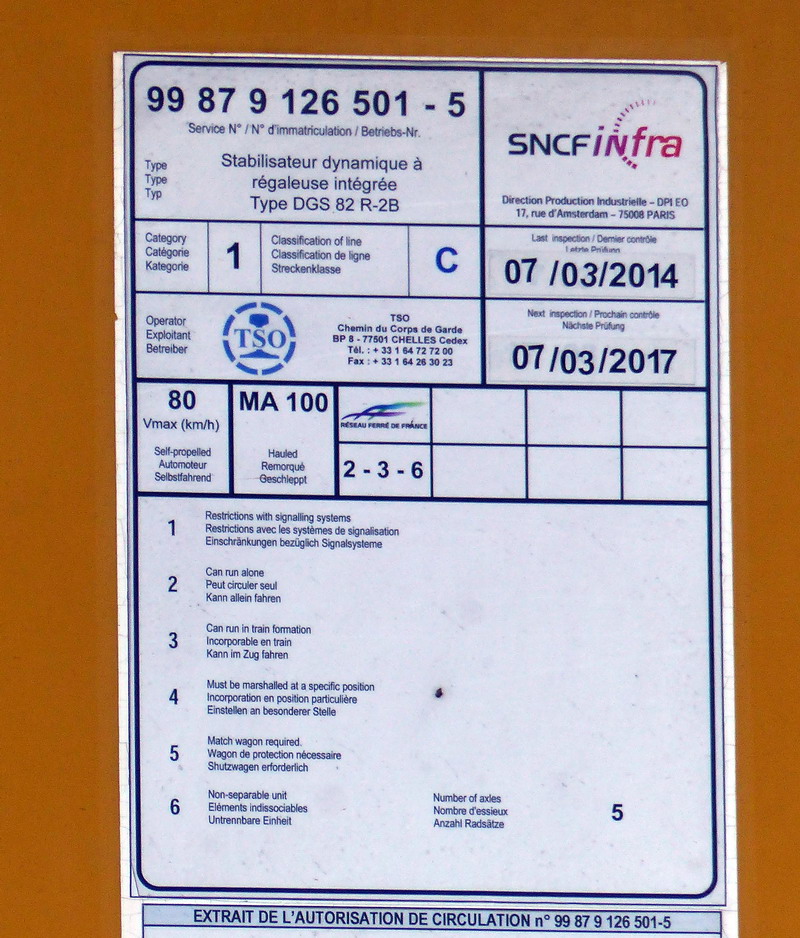 99 87 9 126 501 - 5
Service N° / N° d'immatriculation / Betriebs-Nr.
Type
Type
Typ
Stabilisateur dynamique à
régaleuse intégrée
Type DGS 82 R-2B
SNCF infra
Direction Production Industrielle – DPI EO
17, rue d'Amsterdam - 75008 PARIS
Category
Catégorie
Kategorie
1
Classification of line
Classification de ligne
Streckenklasse
C
Last inspection / Dernier contrôle
Letzte Prüfung
07 /03/2014
Operator
Exploitant
Betreiber
TSO
TSO
Chemin du Corps de Garde
BP 8 - 77501 CHELLES Cedex
Tél. : + 33 1 64 72 72 00
Fax : + 33 1 64 26 30 23
Next inspection / Prochain contrôle
Nächste Prüfung
07/03/2017
80
Vmax (km/h)
Self-propelled
Automoteur
Selbstfahrend
MA 100
Hauled
Remorqué
Geschleppt
RÉSEAU FERRÉ DE FRANCE
2 - 3 - 6
1
Restrictions with signalling systems
Restrictions avec les systèmes de signalisation
Einschränkungen bezüglich Signalsysteme
2
Can run alone
Peut circuler seul
Kann allein fahren
3
Can run in train formation
Incorporable en train
Kann im Zug fahren
4
Must be marshalled at a specific position
Incorporation en position particulière
Einstellen an besonderer Stelle
5
Match wagon required.
Wagon de protection nécessaire
Shutzwagen erforderlich
6
Non-separable unit
Eléments indissociables
Untrennbare Einheit
Number of axles
Nombre d'essieux
Anzahl Radsätze
5
EXTRAIT DE L'AUTORISATION DE CIRCULATION n° 99 87 9 126 501-5